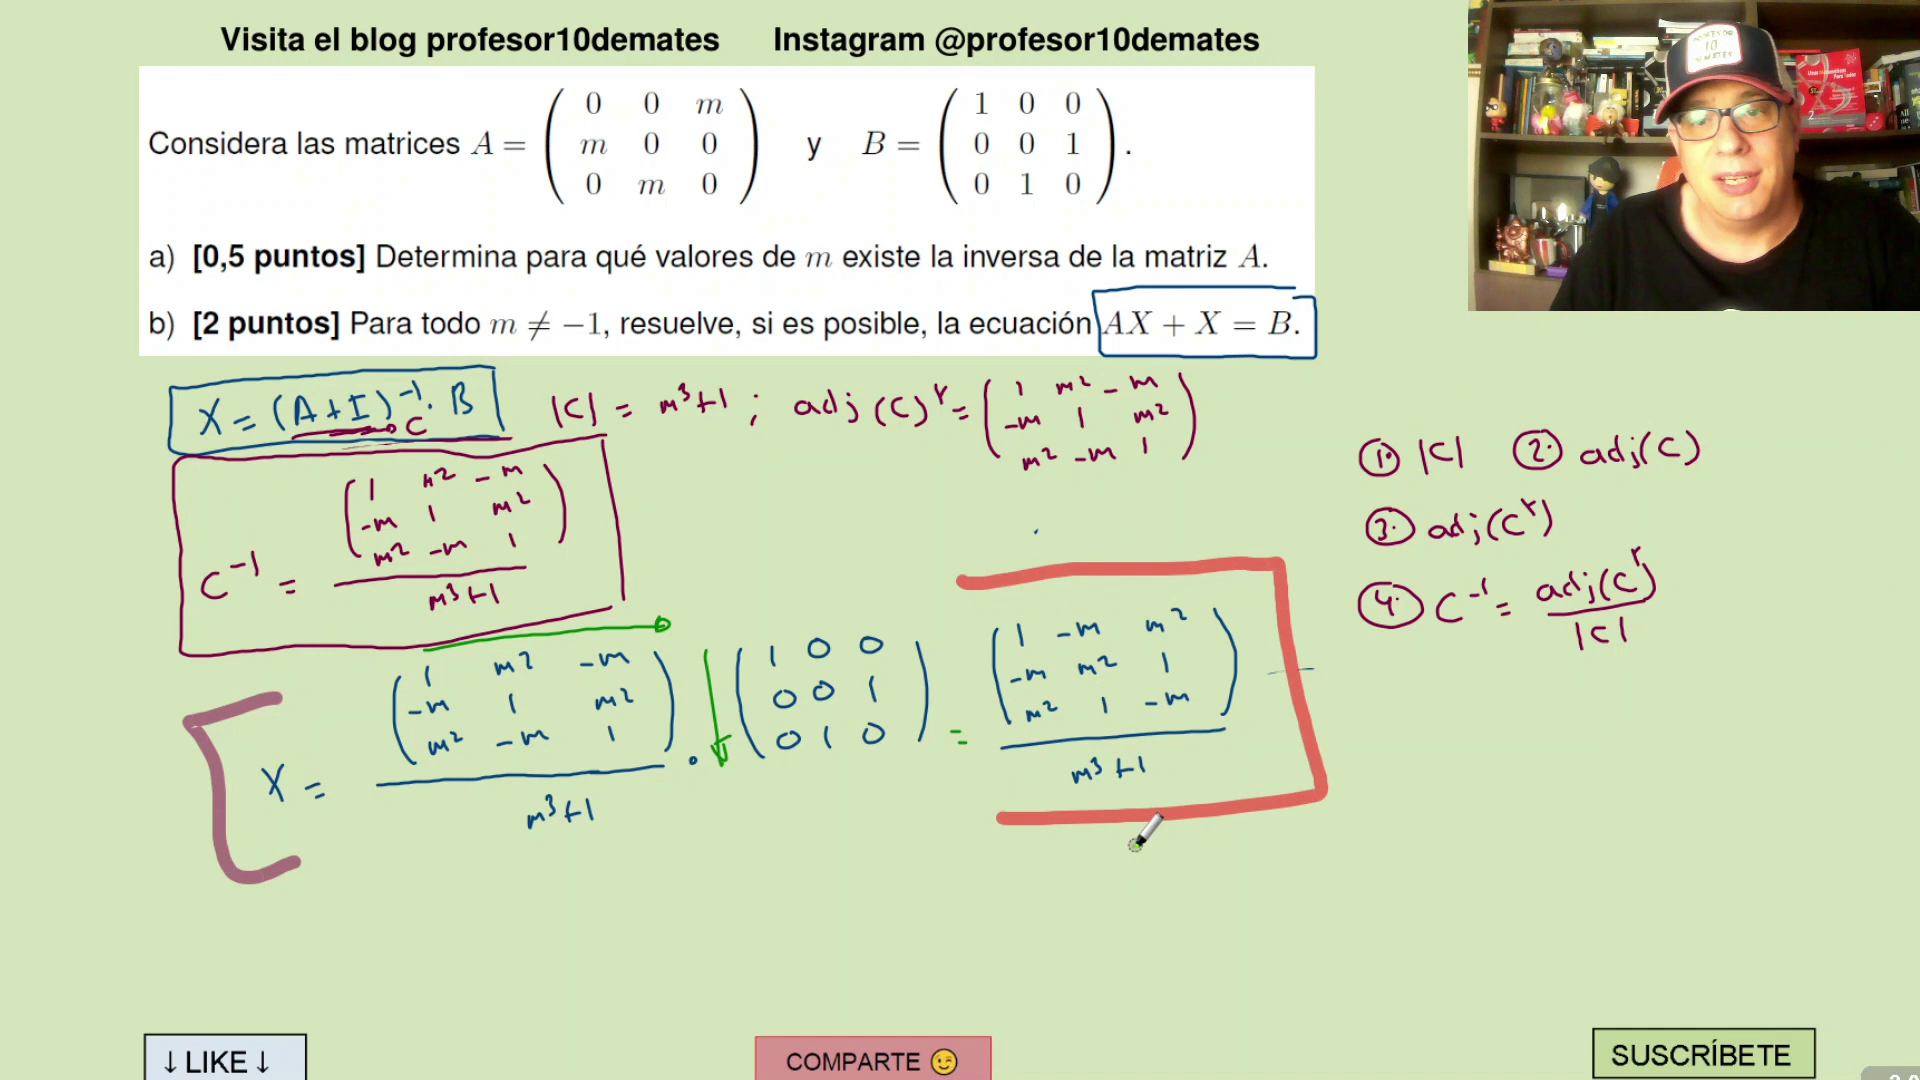 Visita el blog profesor10demates Instagram @profesor10demates
Considera las matrices A = ( 0 0 m ) y B = ( 1 0 0 ) .
( m 0 0 ) ( 0 0 1 )
( 0 m 0 ) ( 0 1 0 )
a) [0,5 puntos] Determina para qué valores de m existe la inversa de la matriz A.
b) [2 puntos] Para todo m ≠ −1, resuelve, si es posible, la ecuación AX + X = B.
X = (A+I)⁻¹· B
C
|C| = m³+1 ; adj(C)ᵗ =
( 1 m² -m )
( -m 1 m² )
( m² -m 1 )
C⁻¹ =
( 1 m² -m )
( -m 1 m² )
( m² -m 1 )
m³+1
X =
( 1 m² -m )
( -m 1 m² )
( m² -m 1 )
m³+1
·
( 1 0 0 )
( 0 0 1 )
( 0 1 0 )
=
( 1 -m m² )
( -m m² 1 )
( m² 1 -m )
m³+1
1. |C| 2. adj(C)
3. adj(Cᵗ)
4. C⁻¹ = adj(Cᵗ)
|C|
↓ LIKE ↓
COMPARTE 😉
SUSCRÍBETE